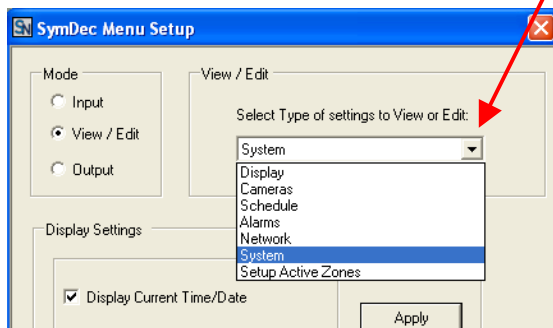 SN SymDec Menu Setup
Mode
Input
View / Edit
Output
View / Edit
Select Type of settings to View or Edit:
System
Display
Cameras
Schedule
Alarms
Network
System
Setup Active Zones
Display Settings
Display Current Time/Date
Apply